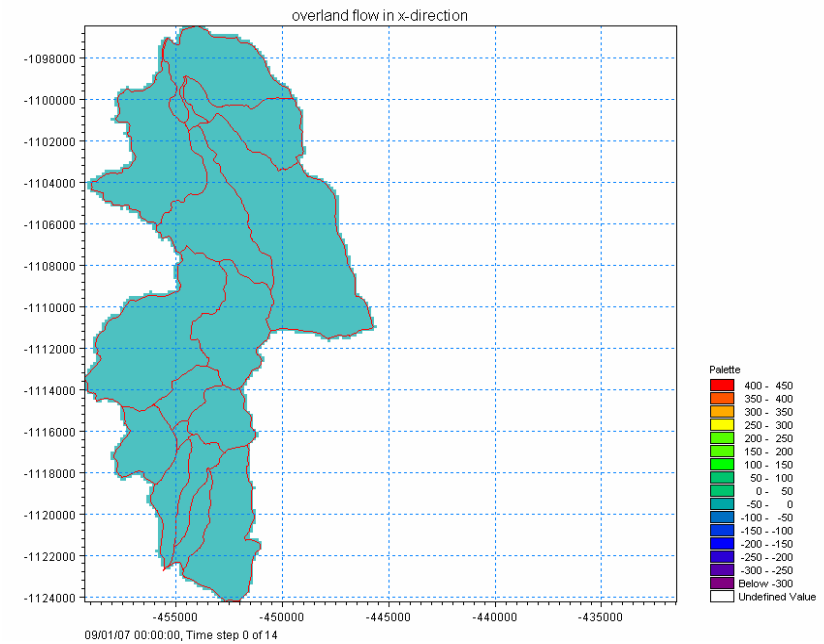 overland flow in x-direction
-1098000
-1100000
-1102000
-1104000
-1106000
-1108000
-1110000
-1112000
-1114000
-1116000
-1118000
-1120000
-1122000
-1124000
-455000
-450000
-445000
-440000
-435000
09/01/07 00:00:00, Time step 0 of 14
Palette
400 - 450
350 - 400
300 - 350
250 - 300
200 - 250
150 - 200
100 - 150
50 - 100
0 - 50
-50 - 0
-100 - -50
-150 - -100
-200 - -150
-250 - -200
-300 - -250
Below -300
Undefined Value